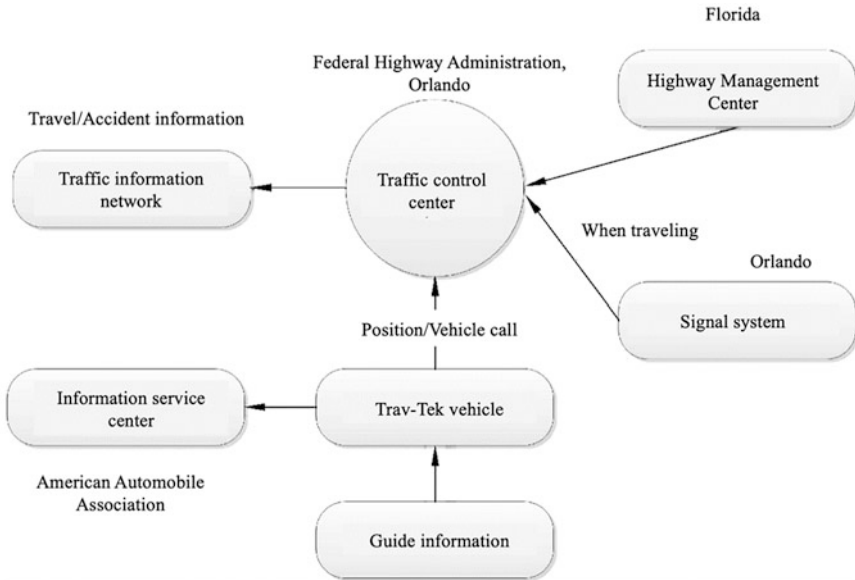 Florida
Highway Management
Center
Federal Highway Administration,
Orlando
Travel/Accident information
Traffic information
network
Traffic control
center
When traveling
Orlando
Signal system
Position/Vehicle call
Information service
center
Trav-Tek vehicle
American Automobile
Association
Guide information